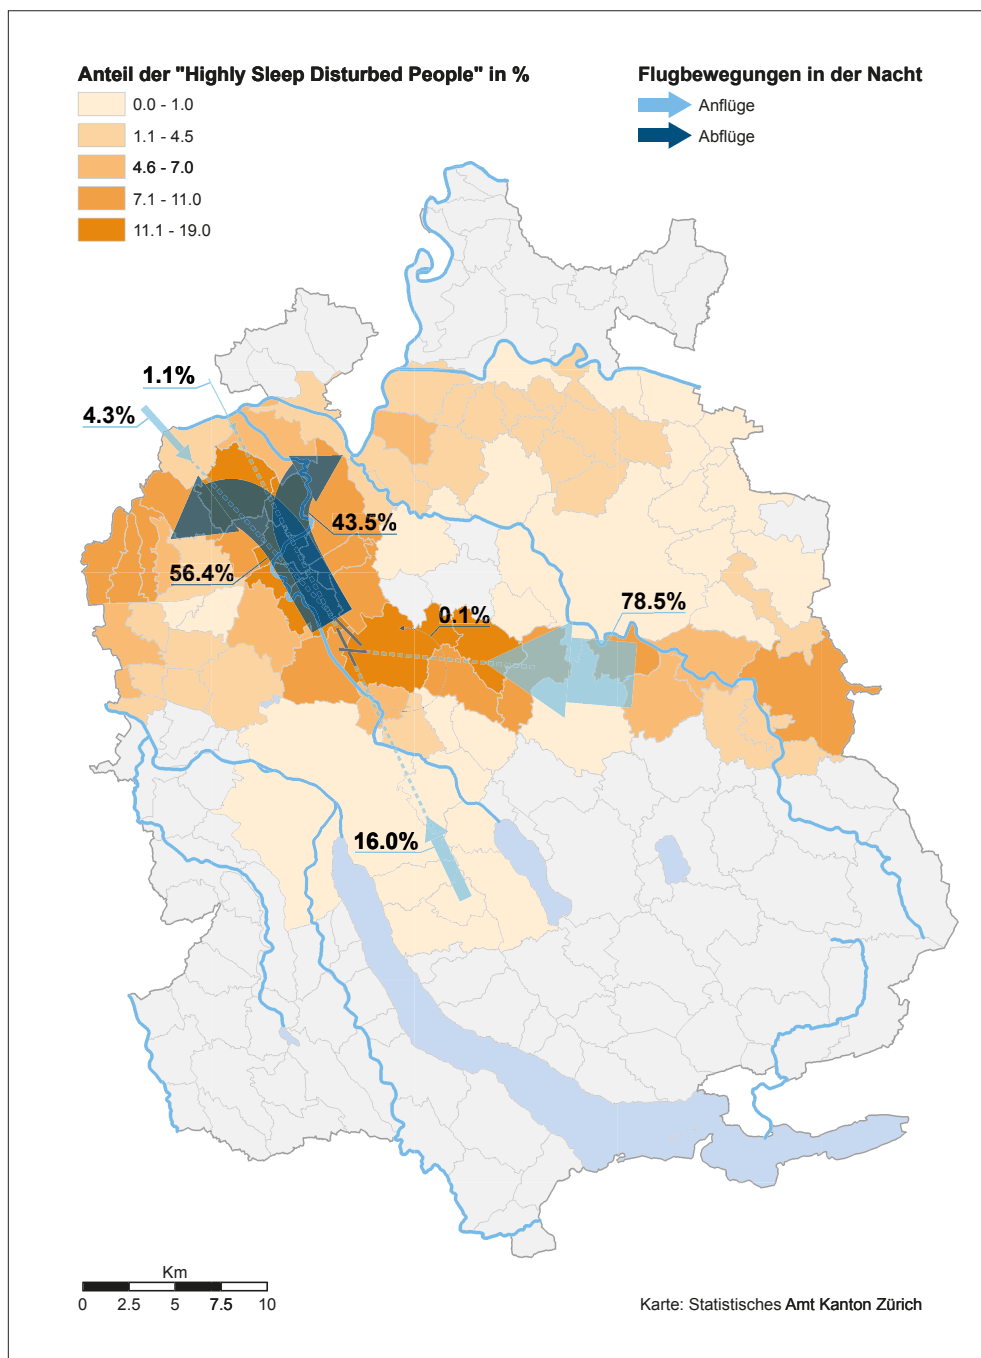 Anteil der "Highly Sleep Disturbed People" in %
0.0 - 1.0
1.1 - 4.5
4.6 - 7.0
7.1 - 11.0
11.1 - 19.0
Flugbewegungen in der Nacht
Anflüge
Abflüge
1.1%
4.3%
43.5%
56.4%
0.1%
78.5%
16.0%
Km
0 2.5 5 7.5 10
Karte: Statistisches Amt Kanton Zürich